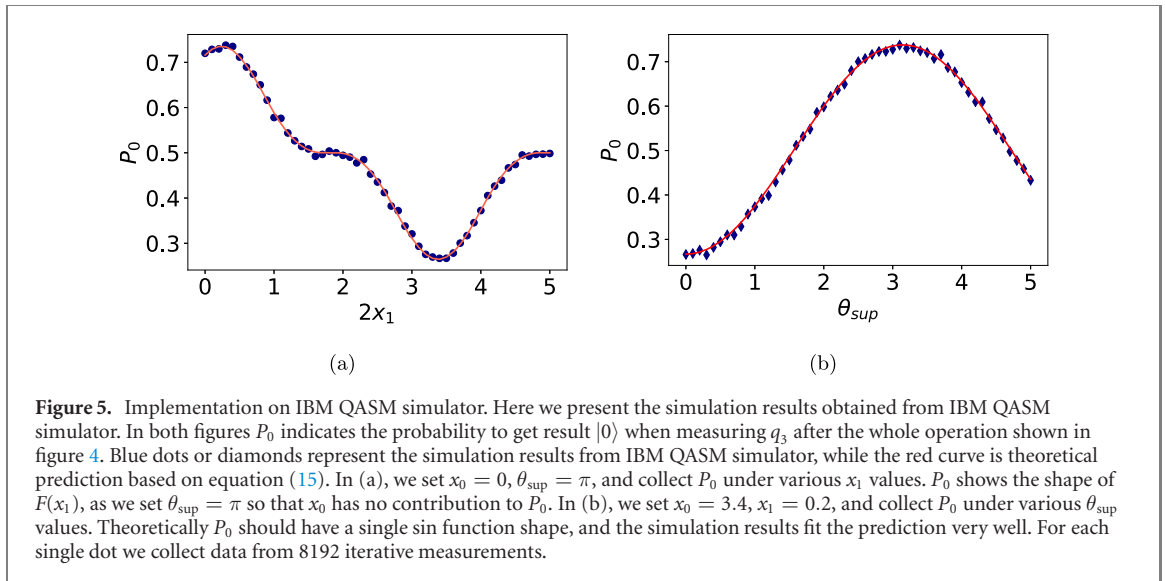 0.7
0.6
0.5
0.4
0.3
P₀
0 1 2 3 4 5
2x₁
(a)
0.7
0.6
0.5
0.4
0.3
P₀
0 1 2 3 4 5
θsup
(b)
Figure 5. Implementation on IBM QASM simulator. Here we present the simulation results obtained from IBM QASM
simulator. In both figures P₀ indicates the probability to get result |0⟩ when measuring q₃ after the whole operation shown in
figure 4. Blue dots or diamonds represent the simulation results from IBM QASM simulator, while the red curve is theoretical
prediction based on equation (15). In (a), we set x₀ = 0, θsup = π, and collect P₀ under various x₁ values. P₀ shows the shape of
F(x₁), as we set θsup = π so that x₀ has no contribution to P₀. In (b), we set x₀ = 3.4, x₁ = 0.2, and collect P₀ under various θsup
values. Theoretically P₀ should have a single sin function shape, and the simulation results fit the prediction very well. For each
single dot we collect data from 8192 iterative measurements.